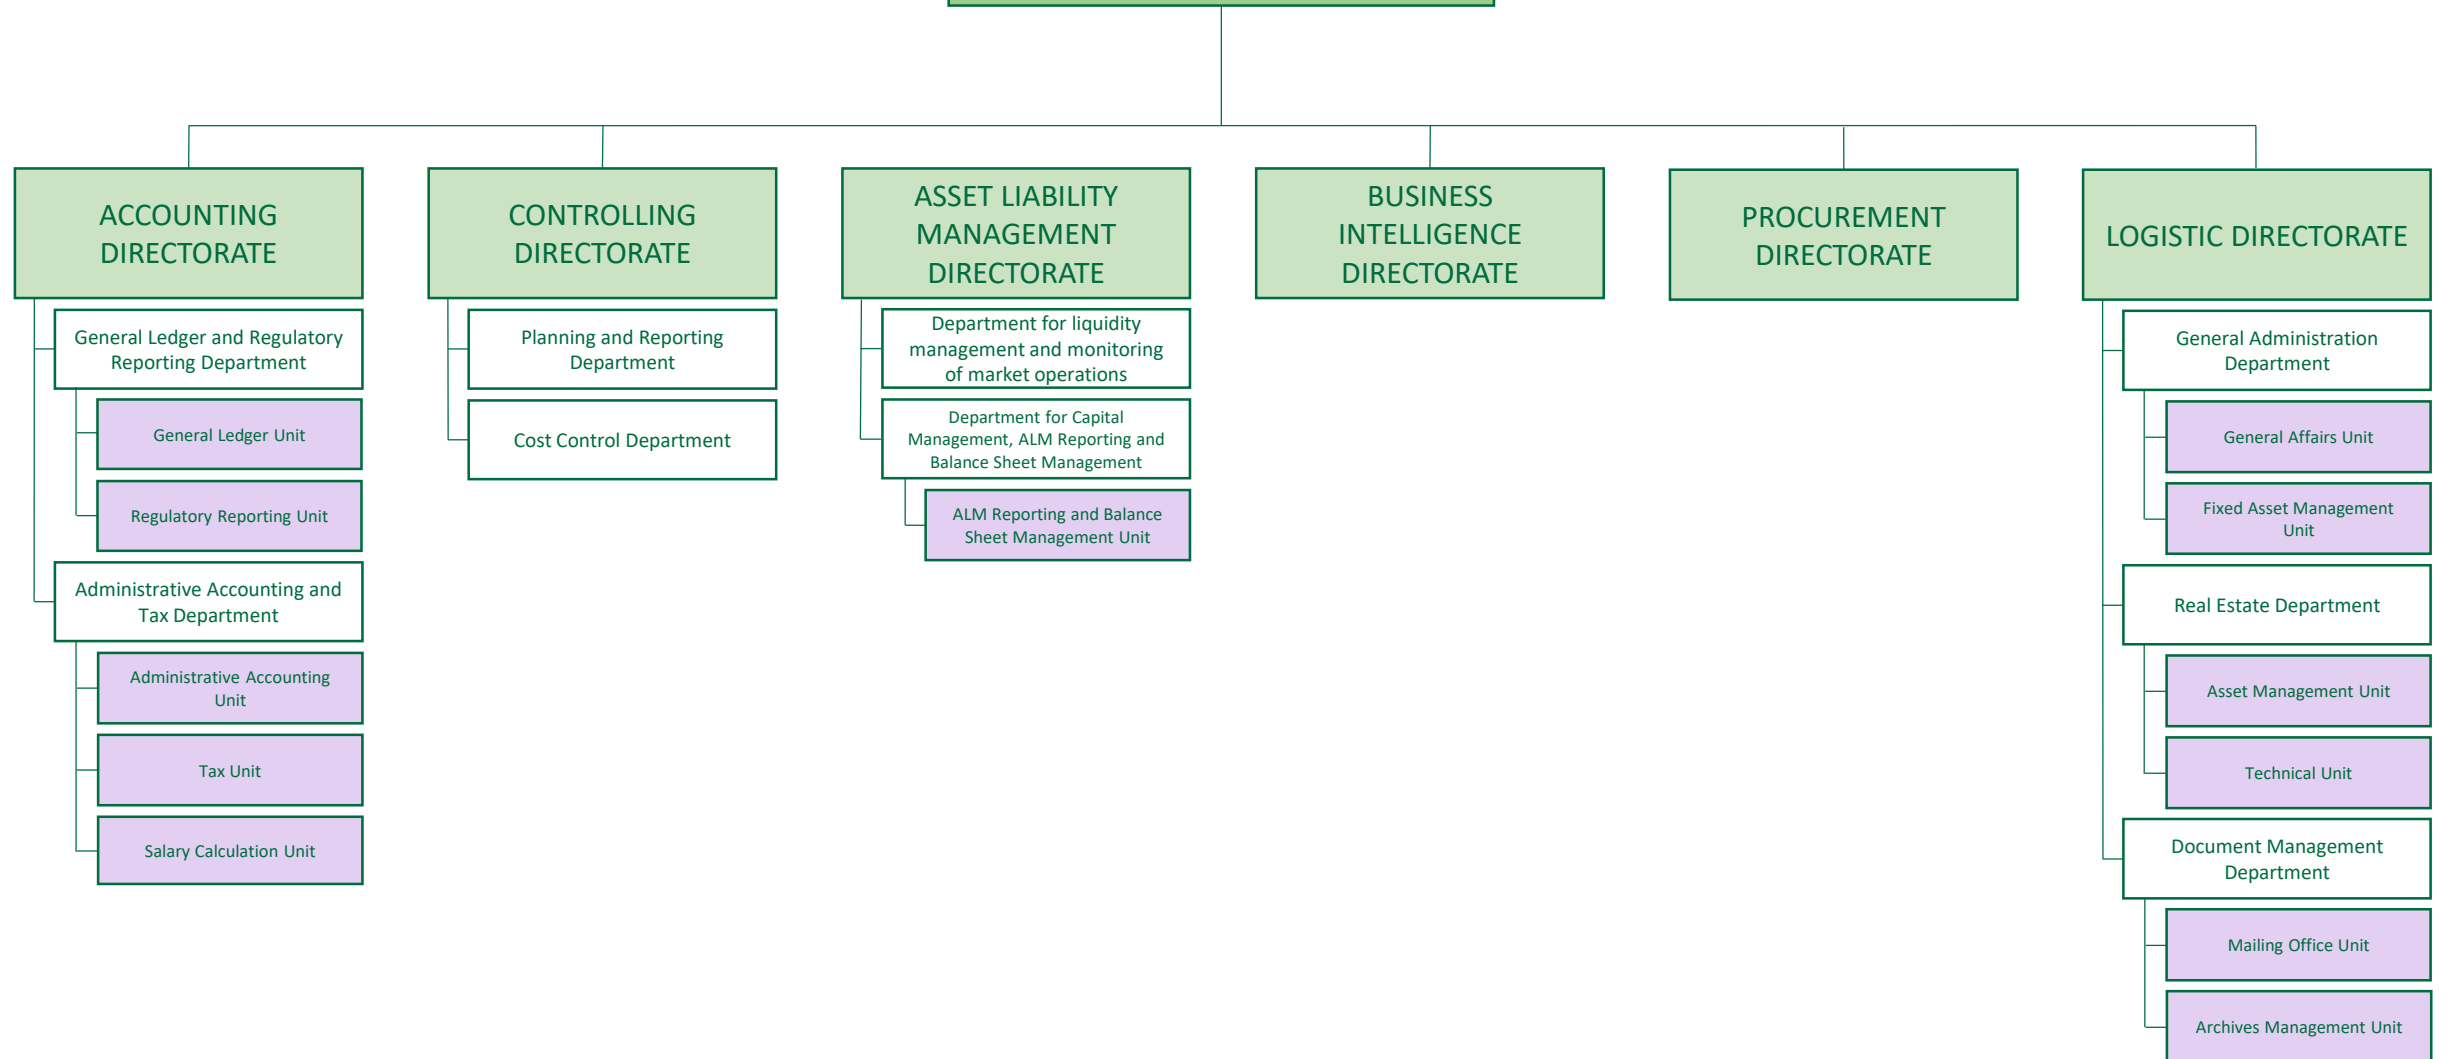 ACCOUNTING
DIRECTORATE
General Ledger and Regulatory
Reporting Department
General Ledger Unit
Regulatory Reporting Unit
Administrative Accounting and
Tax Department
Administrative Accounting
Unit
Tax Unit
Salary Calculation Unit
CONTROLLING
DIRECTORATE
Planning and Reporting
Department
Cost Control Department
ASSET LIABILITY
MANAGEMENT
DIRECTORATE
Department for liquidity
management and monitoring
of market operations
Department for Capital
Management, ALM Reporting and
Balance Sheet Management
ALM Reporting and Balance
Sheet Management Unit
BUSINESS
INTELLIGENCE
DIRECTORATE
PROCUREMENT
DIRECTORATE
LOGISTIC DIRECTORATE
General Administration
Department
General Affairs Unit
Fixed Asset Management
Unit
Real Estate Department
Asset Management Unit
Technical Unit
Document Management
Department
Mailing Office Unit
Archives Management Unit